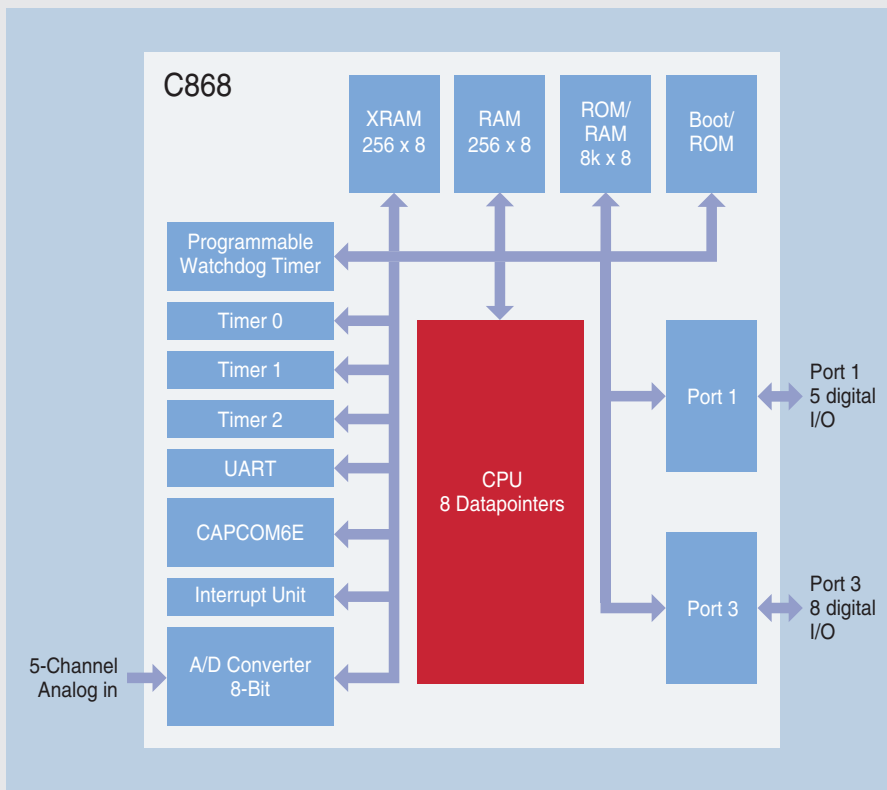 C868
XRAM
256 x 8
RAM
256 x 8
ROM/
RAM
8k x 8
Boot/
ROM
Programmable
Watchdog Timer
Timer 0
Timer 1
Timer 2
UART
CAPCOM6E
Interrupt Unit
A/D Converter
8-Bit
5-Channel
Analog in
CPU
8 Datapointers
Port 1
Port 1
5 digital
I/O
Port 3
Port 3
8 digital
I/O